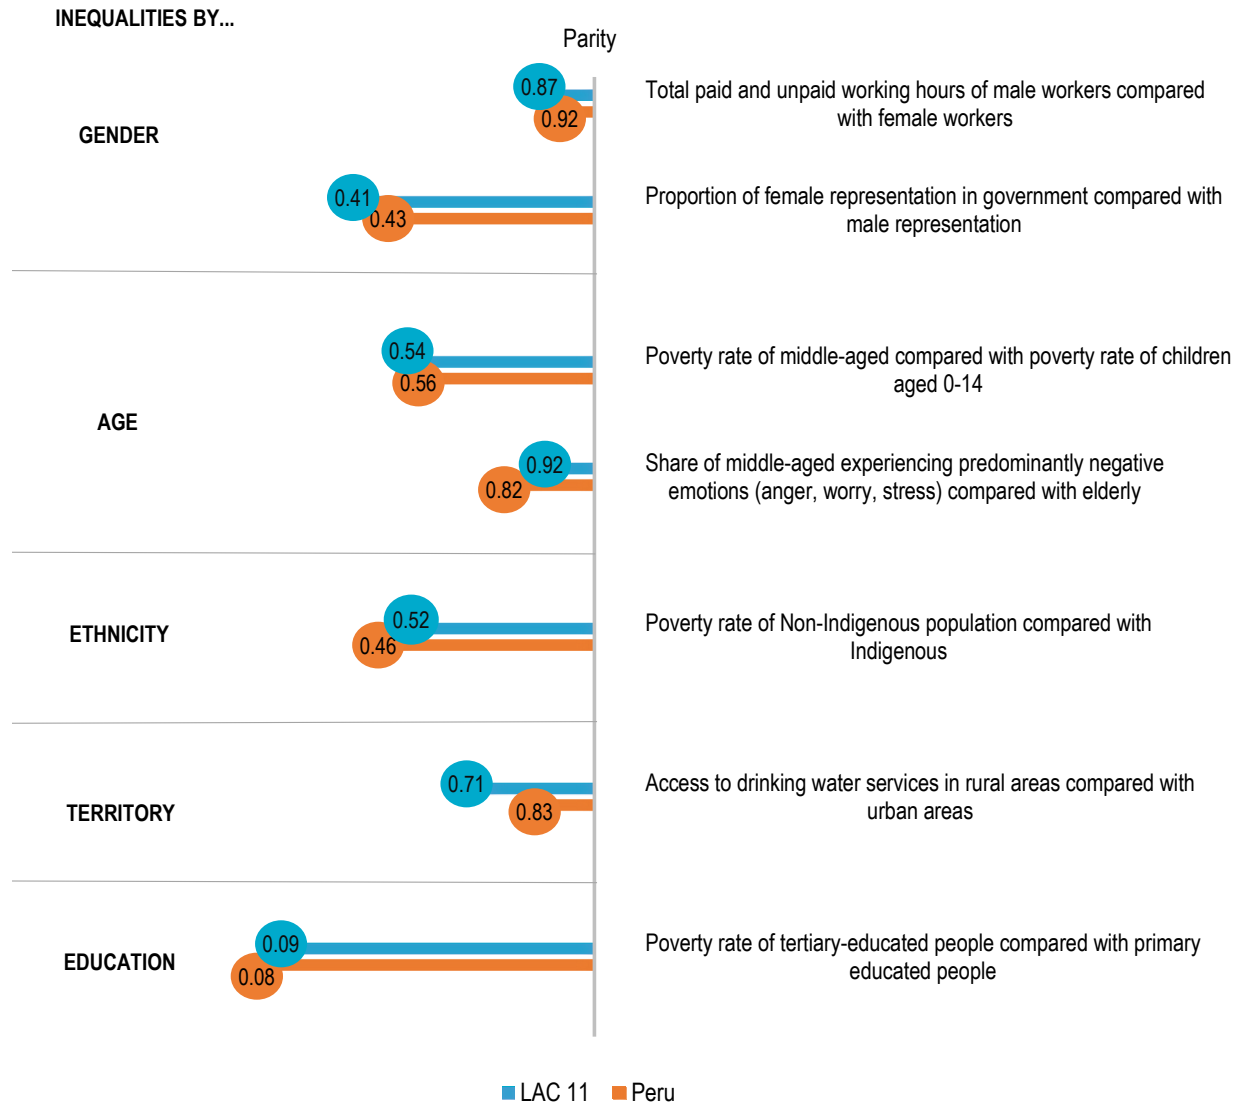 INEQUALITIES BY...
Parity
GENDER
0.87
0.92
Total paid and unpaid working hours of male workers compared
with female workers
0.41
0.43
Proportion of female representation in government compared with
male representation
AGE
0.54
0.56
Poverty rate of middle-aged compared with poverty rate of children
aged 0-14
0.92
0.82
Share of middle-aged experiencing predominantly negative
emotions (anger, worry, stress) compared with elderly
ETHNICITY
0.52
0.46
Poverty rate of Non-Indigenous population compared with
Indigenous
TERRITORY
0.71
0.83
Access to drinking water services in rural areas compared with
urban areas
EDUCATION
0.09
0.08
Poverty rate of tertiary-educated people compared with primary
educated people
LAC 11
Peru